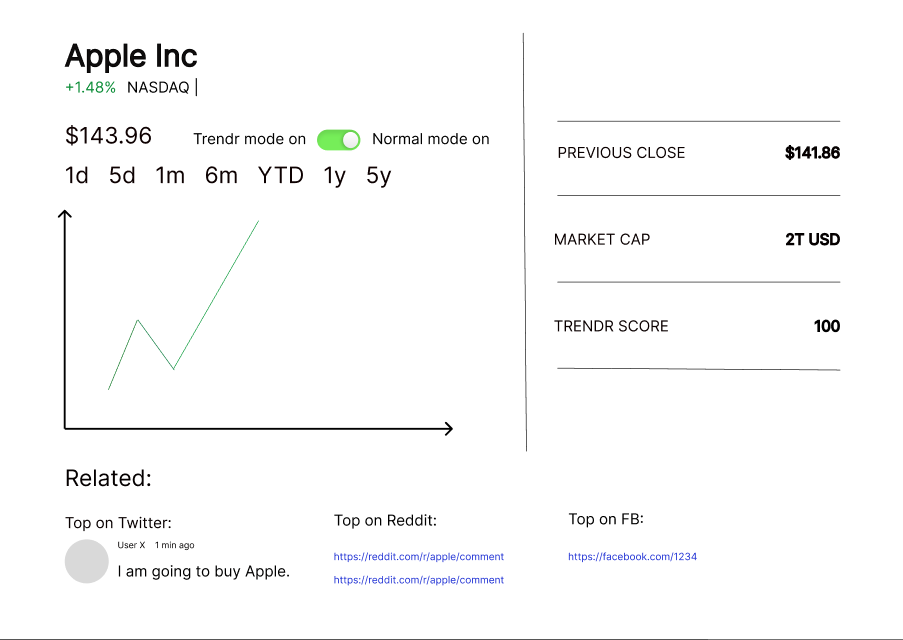 Apple Inc
+1.48% NASDAQ |
$143.96 Trendr mode on Normal mode on
1d 5d 1m 6m YTD 1y 5y
PREVIOUS CLOSE $141.86
MARKET CAP 2T USD
TRENDR SCORE 100
Related:
Top on Twitter:
User X 1 min ago
I am going to buy Apple.
Top on Reddit:
https://reddit.com/r/apple/comment
https://reddit.com/r/apple/comment
Top on FB:
https://facebook.com/1234